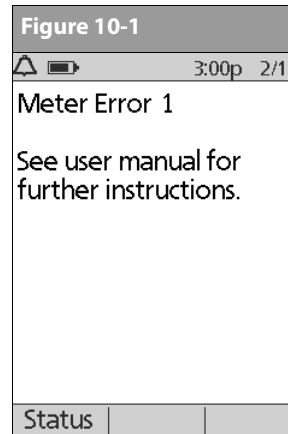 Figure 10-1
3:00p 2/1
Meter Error 1
See user manual for
further instructions.
Status